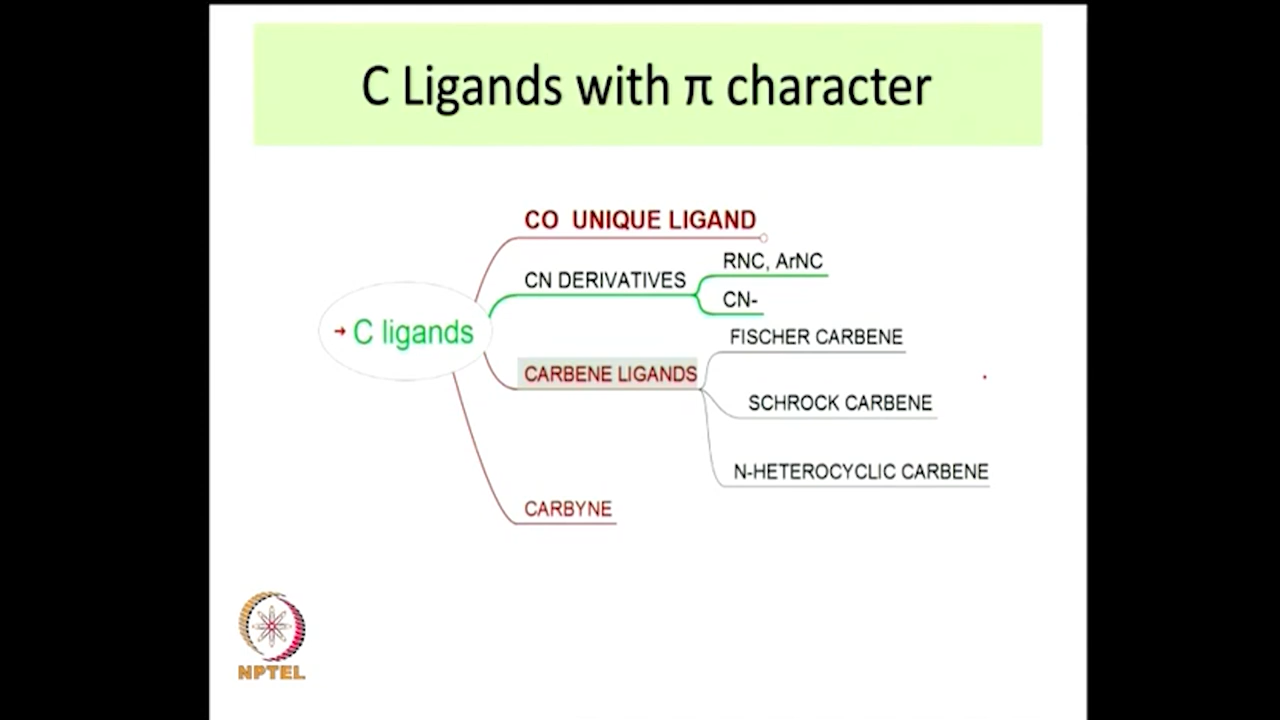 C Ligands with π character
CO UNIQUE LIGAND
CN DERIVATIVES
RNC, ArNC
CN-
→ C ligands
CARBENE LIGANDS
FISCHER CARBENE
SCHROCK CARBENE
N-HETEROCYCLIC CARBENE
CARBYNE
NPTEL